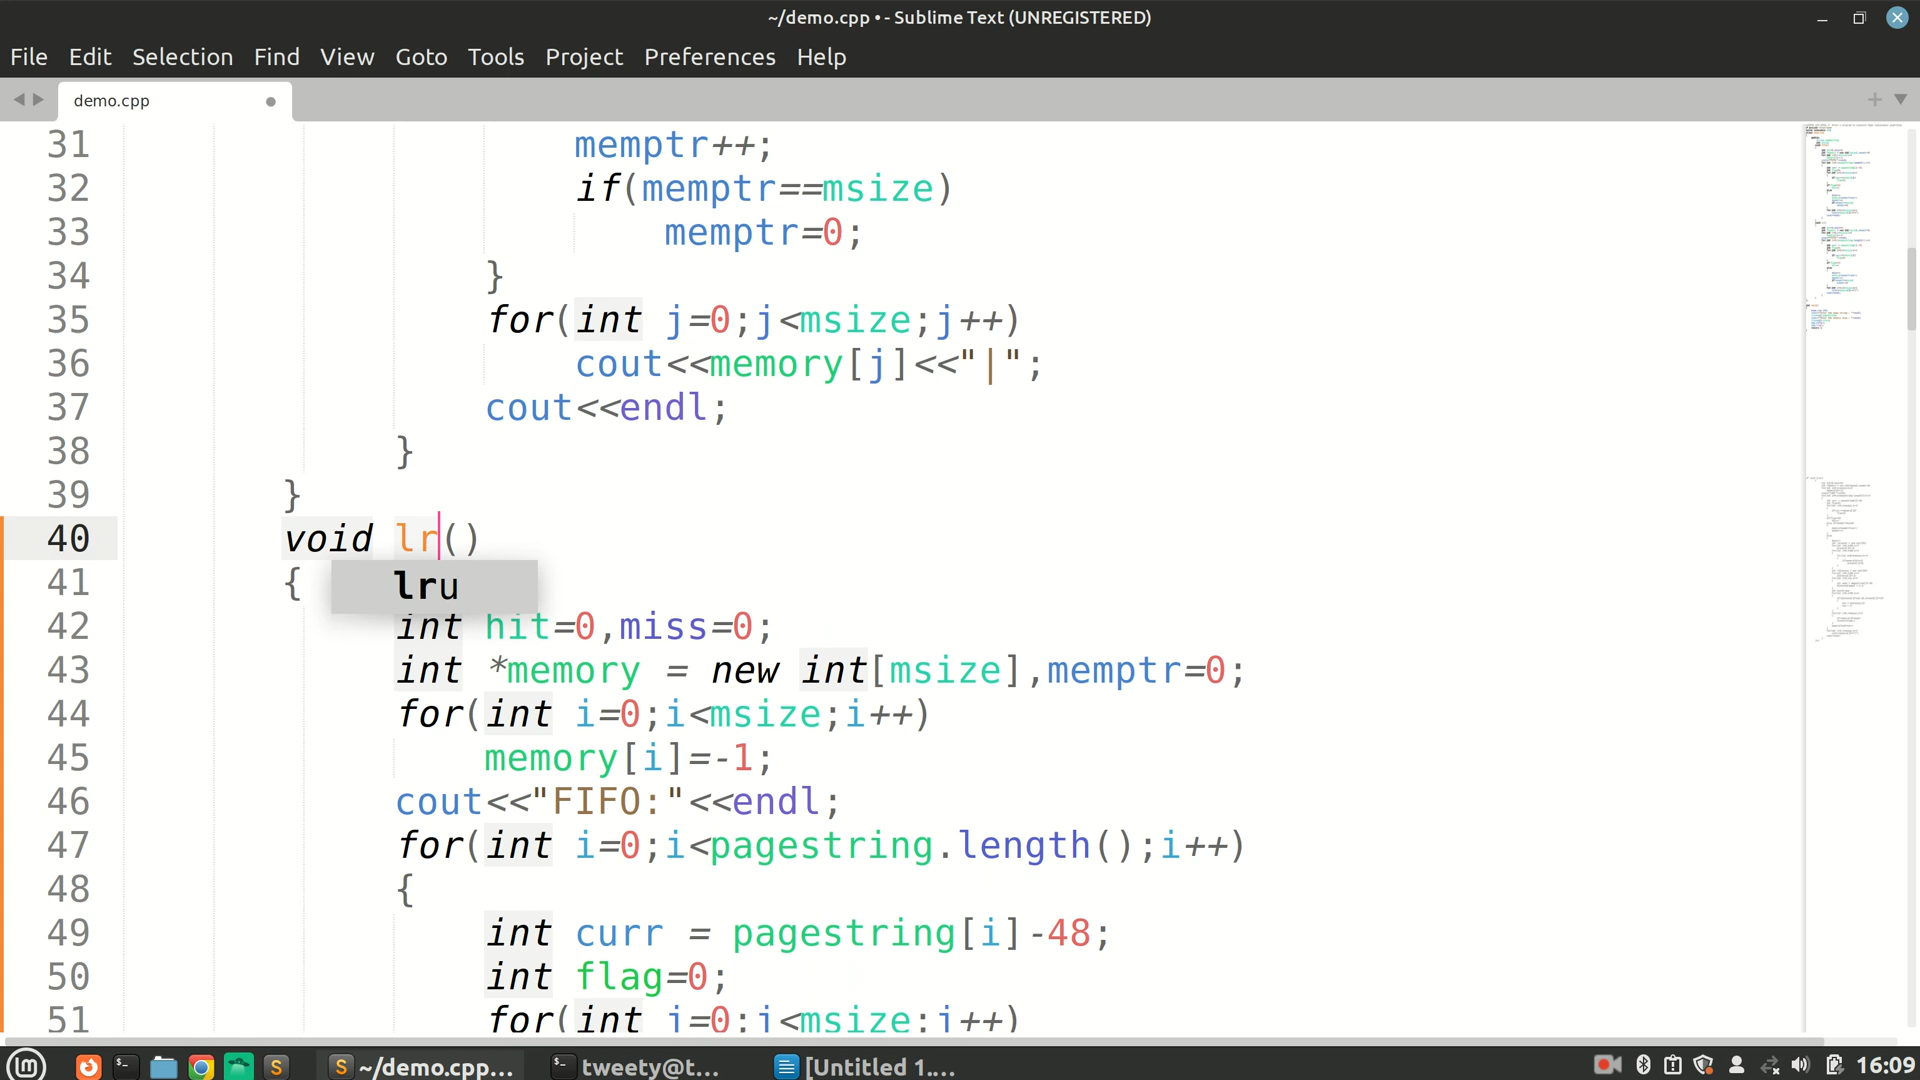 ~/demo.cpp • - Sublime Text (UNREGISTERED)
File Edit Selection Find View Goto Tools Project Preferences Help
demo.cpp
31 memptr++;
32 if(memptr==msize)
33 memptr=0;
34 }
35 for(int j=0;j<msize;j++)
36 cout<<memory[j]<<"|";
37 cout<<endl;
38 }
39 }
40 void lr()
41 {
lru
42 int hit=0,miss=0;
43 int *memory = new int[msize],memptr=0;
44 for(int i=0;i<msize;i++)
45 memory[i]=-1;
46 cout<<"FIFO:"<<endl;
47 for(int i=0;i<pagestring.length();i++)
48 {
49 int curr = pagestring[i]-48;
50 int flag=0;
51 for(int i=0;i<msize;i++)
~/demo.cpp... tweety@t... [Untitled 1.... 16:09